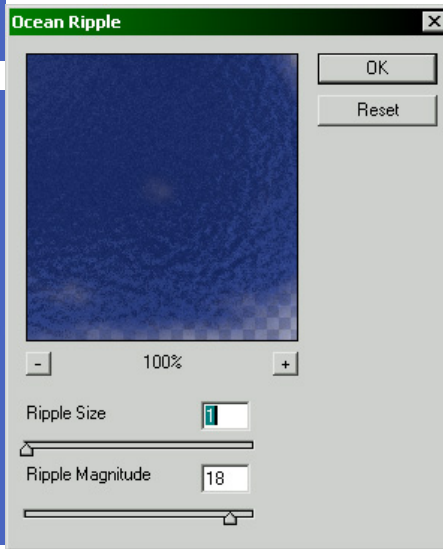 Ocean Ripple
OK
Reset
- 100% +
Ripple Size 1
Ripple Magnitude 18